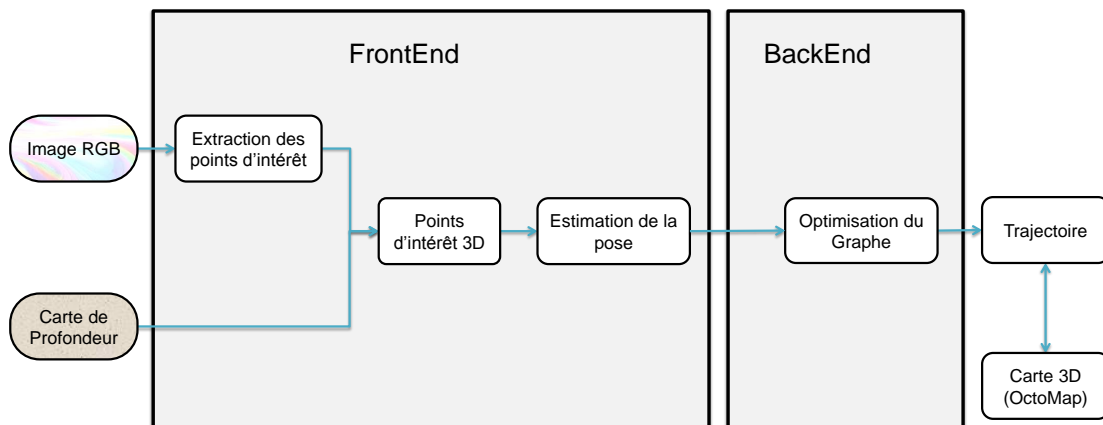 FrontEnd
BackEnd
Image RGB
Extraction des
points d'intérêt
Points
d'intérêt 3D
Estimation de la
pose
Optimisation du
Graphe
Trajectoire
Carte de
Profondeur
Carte 3D
(OctoMap)